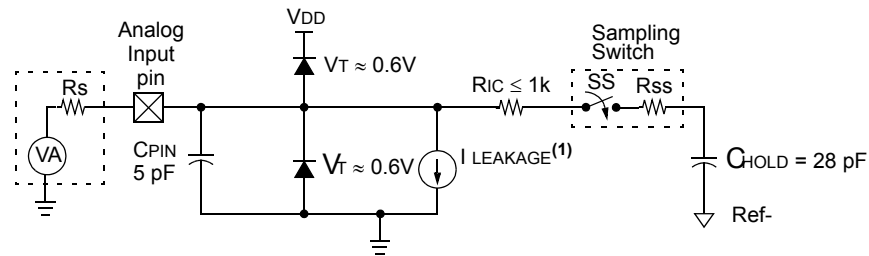 VDD
Analog
Input
pin
Sampling
Switch
VT ≈ 0.6V
RIC ≤ 1k
SS
Rss
Rs
VA
CPIN
5 pF
VT ≈ 0.6V
I LEAKAGE(1)
CHOLD = 28 pF
Ref-